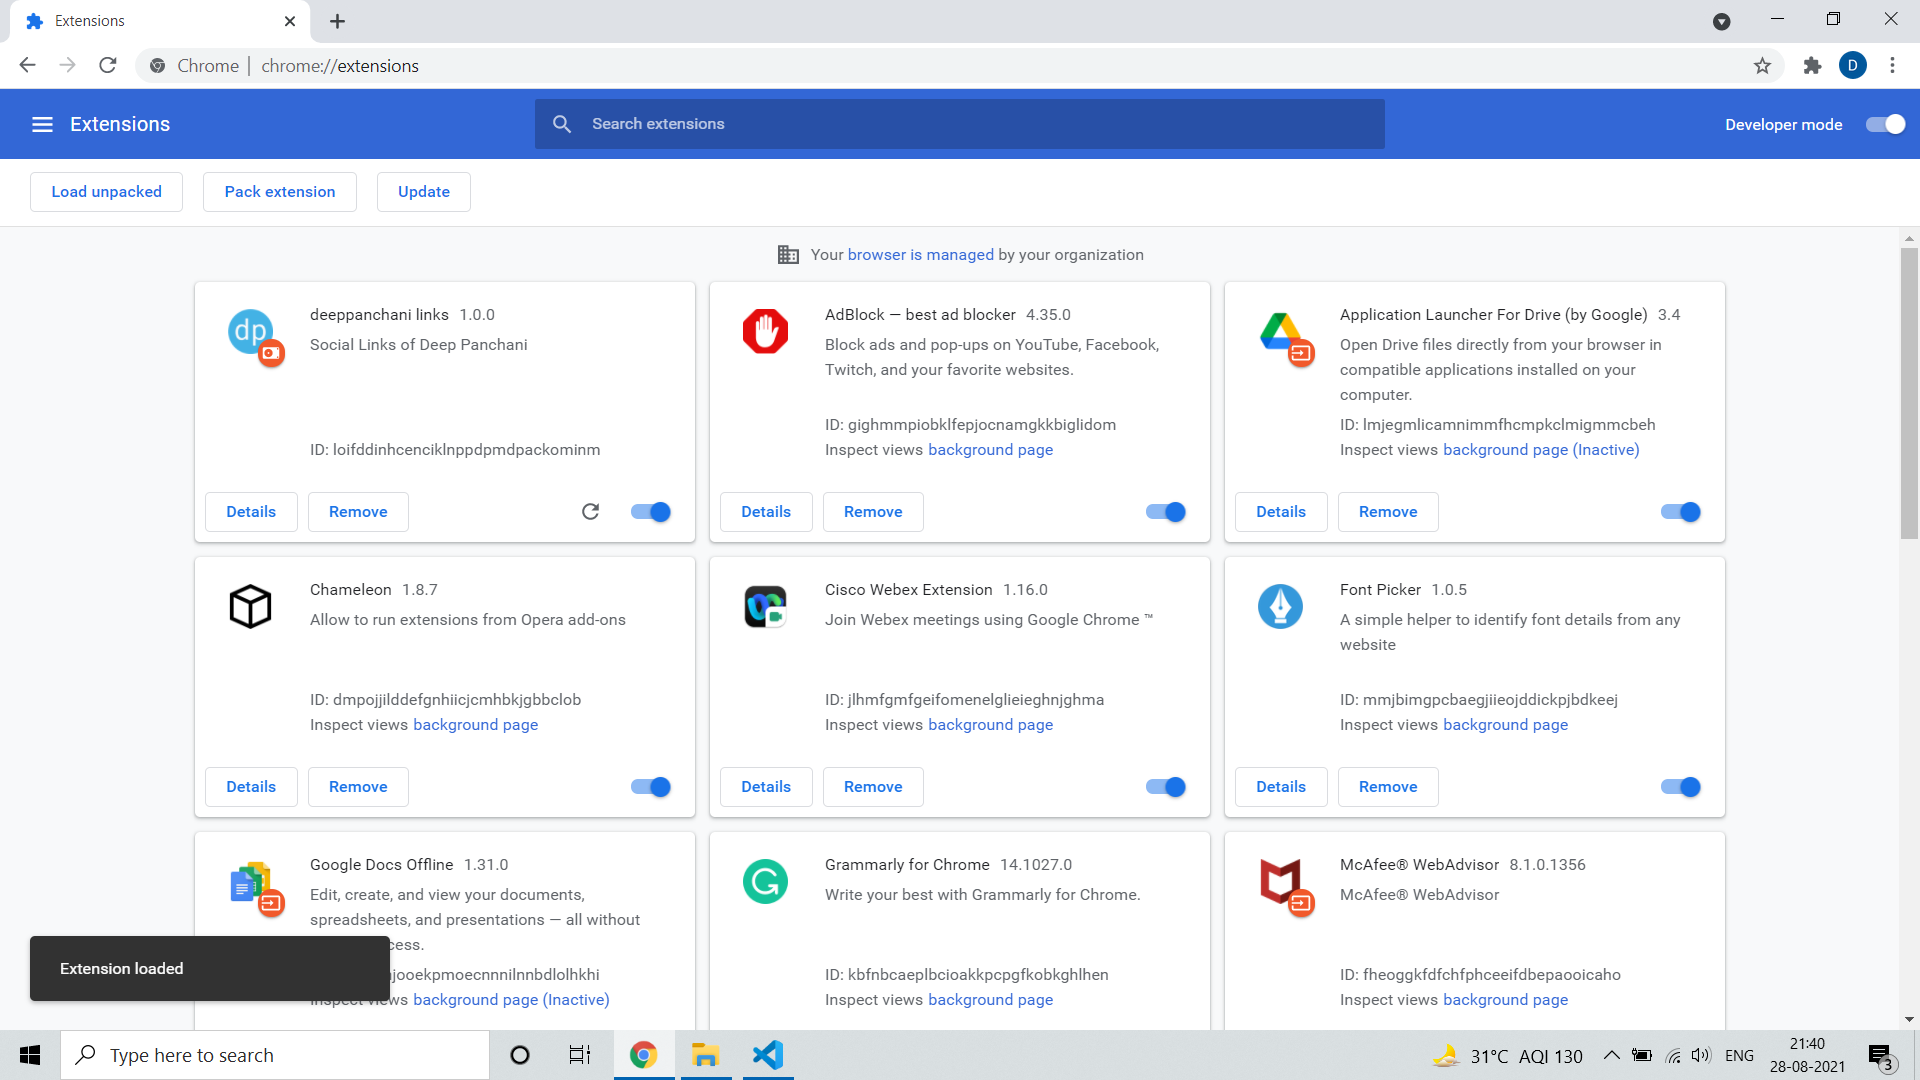 Extensions
Chrome | chrome://extensions
D
Extensions
Search extensions
Developer mode
Load unpacked
Pack extension
Update
Your browser is managed by your organization
dp
deeppanchani links 1.0.0
Social Links of Deep Panchani
ID: loifddinhcenciklnppdpmdpackominm
Details
Remove
AdBlock — best ad blocker 4.35.0
Block ads and pop-ups on YouTube, Facebook,
Twitch, and your favorite websites.
ID: gighmmpiobklfepjocnamgkkbiglidom
Inspect views background page
Details
Remove
Application Launcher For Drive (by Google) 3.4
Open Drive files directly from your browser in
compatible applications installed on your
computer.
ID: lmjegmlicamnimmfhcmpkclmigmmcbeh
Inspect views background page (Inactive)
Details
Remove
Chameleon 1.8.7
Allow to run extensions from Opera add-ons
ID: dmpojjilddefgnhiicjcmhbkjgbbclob
Inspect views background page
Details
Remove
Cisco Webex Extension 1.16.0
Join Webex meetings using Google Chrome ™
ID: jlhmfgmfgeifomenelglieieghnjghma
Inspect views background page
Details
Remove
Font Picker 1.0.5
A simple helper to identify font details from any
website
ID: mmjbimgpcbaegjiieojddickpjbdkeej
Inspect views background page
Details
Remove
Google Docs Offline 1.31.0
Edit, create, and view your documents,
spreadsheets, and presentations — all without
cess.
jooekpmoecnnnilnnbdlolhkhi
Inspect views background page (Inactive)
Grammarly for Chrome 14.1027.0
Write your best with Grammarly for Chrome.
ID: kbfnbcaeplbcioakkpcpgfkobkghlhen
Inspect views background page
McAfee® WebAdvisor 8.1.0.1356
McAfee® WebAdvisor
ID: fheoggkfdfchfphceeifdbepaooicaho
Inspect views background page
Extension loaded
Type here to search
31°C AQI 130
ENG
21:40
28-08-2021
3